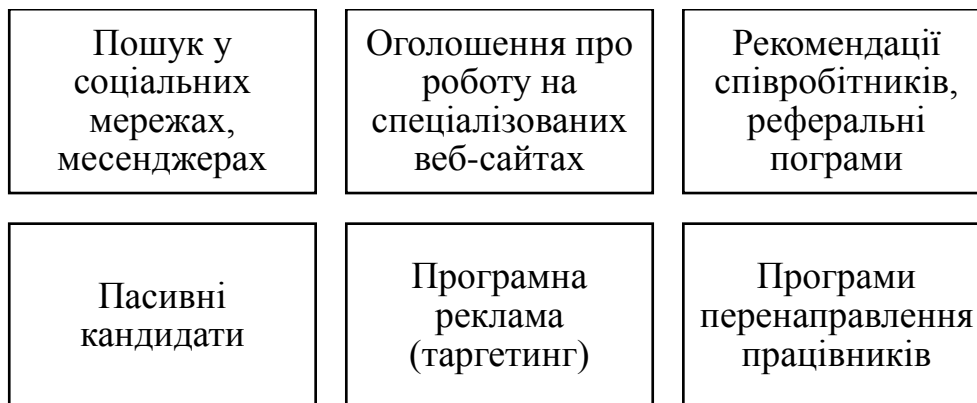 Пошук у
соціальних
мережах,
месенджерах
Оголошення про
роботу на
спеціалізованих
веб-сайтах
Рекомендації
співробітників,
реферальні
пограми
Пасивні
кандидати
Програмна
реклама
(таргетинг)
Програми
перенаправлення
працівників